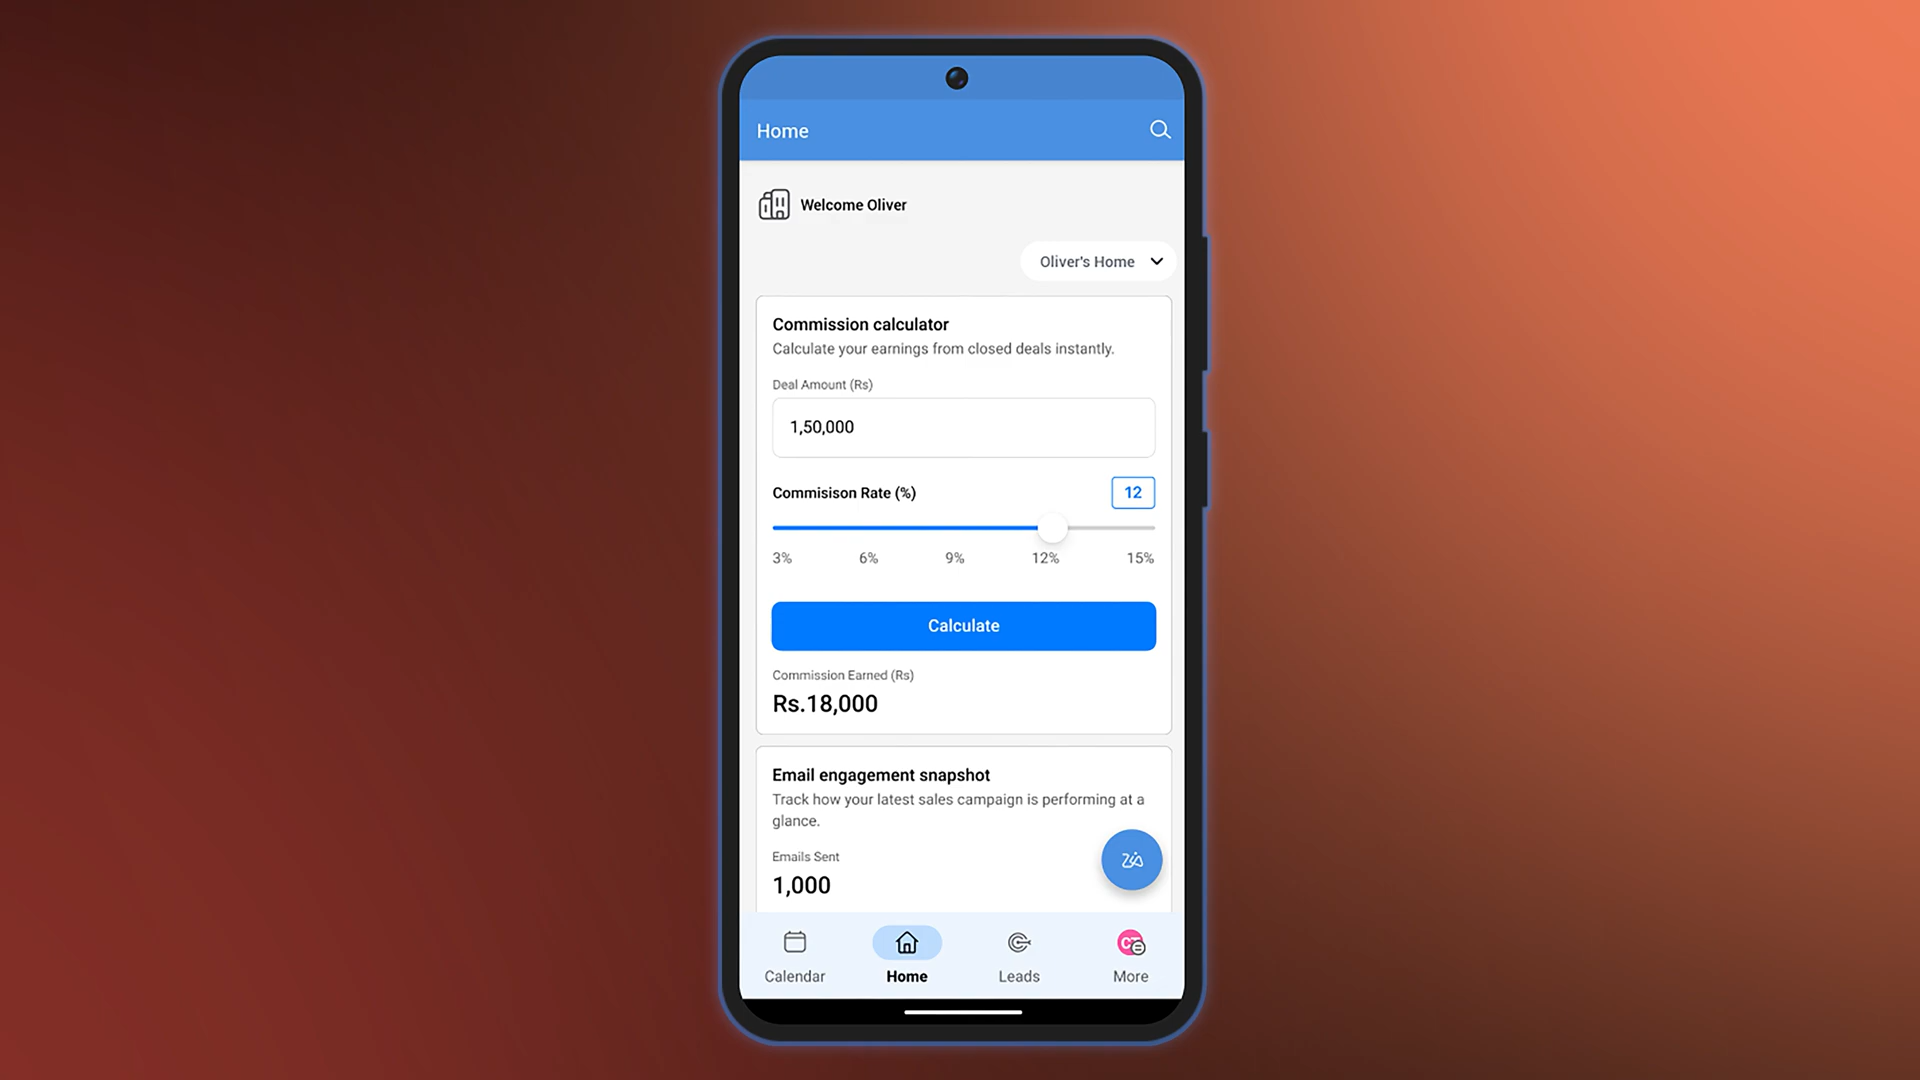 Home
Welcome Oliver
Oliver's Home
Commission calculator
Calculate your earnings from closed deals instantly.
Deal Amount (Rs)
1,50,000
Commisison Rate (%)
12
3% 6% 9% 12% 15%
Calculate
Commission Earned (Rs)
Rs.18,000
Email engagement snapshot
Track how your latest sales campaign is performing at a
glance.
Emails Sent
1,000
Calendar Home Leads More